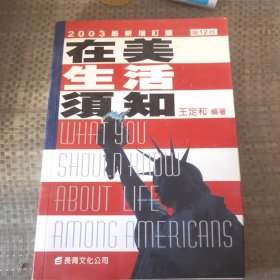 2003最新增訂版
在美
第12版
生活
須知
王定和 編著
WHAT YOU
SHOULD KNOW
ABOUT LIFE
AMONG AMERICANS
長青文化公司